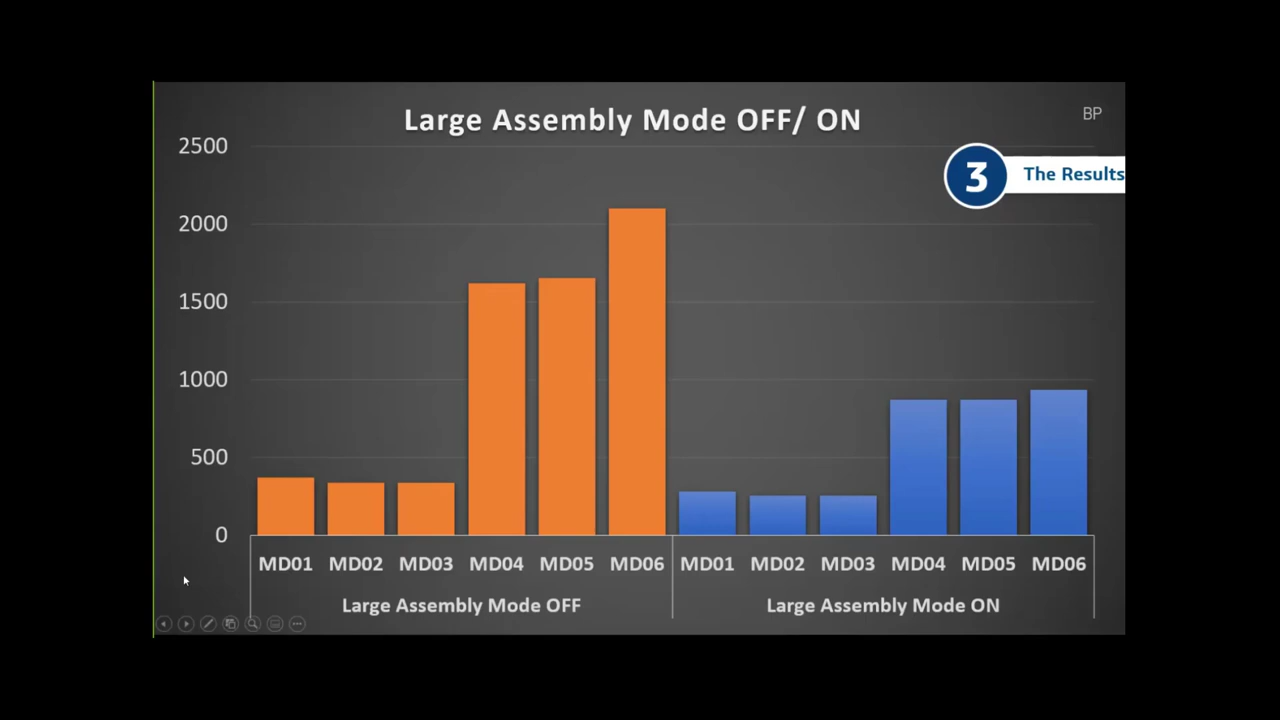 Large Assembly Mode OFF/ ON
BP
3
The Results
2500
2000
1500
1000
500
0
MD01 MD02 MD03 MD04 MD05 MD06 MD01 MD02 MD03 MD04 MD05 MD06
Large Assembly Mode OFF Large Assembly Mode ON